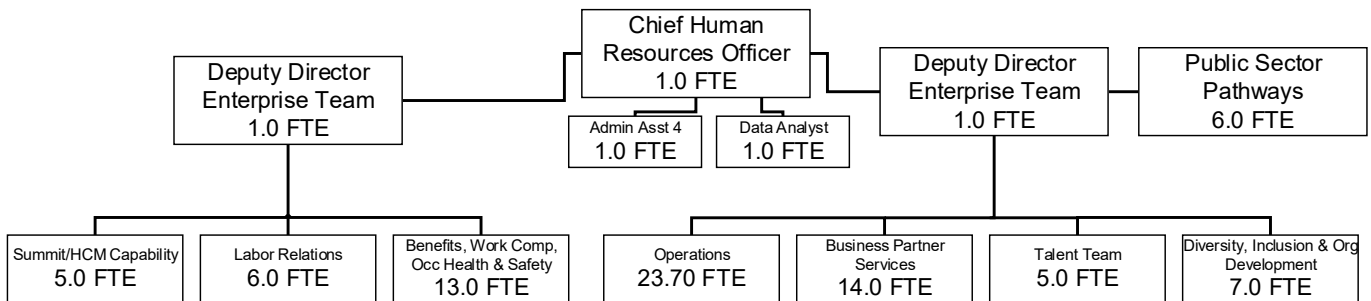 Chief Human
Resources Officer
1.0 FTE
Deputy Director
Enterprise Team
1.0 FTE
Deputy Director
Enterprise Team
1.0 FTE
Public Sector
Pathways
6.0 FTE
Admin Asst 4
1.0 FTE
Data Analyst
1.0 FTE
Summit/HCM Capability
5.0 FTE
Labor Relations
6.0 FTE
Benefits, Work Comp,
Occ Health & Safety
13.0 FTE
Operations
23.70 FTE
Business Partner
Services
14.0 FTE
Talent Team
5.0 FTE
Diversity, Inclusion & Org
Development
7.0 FTE